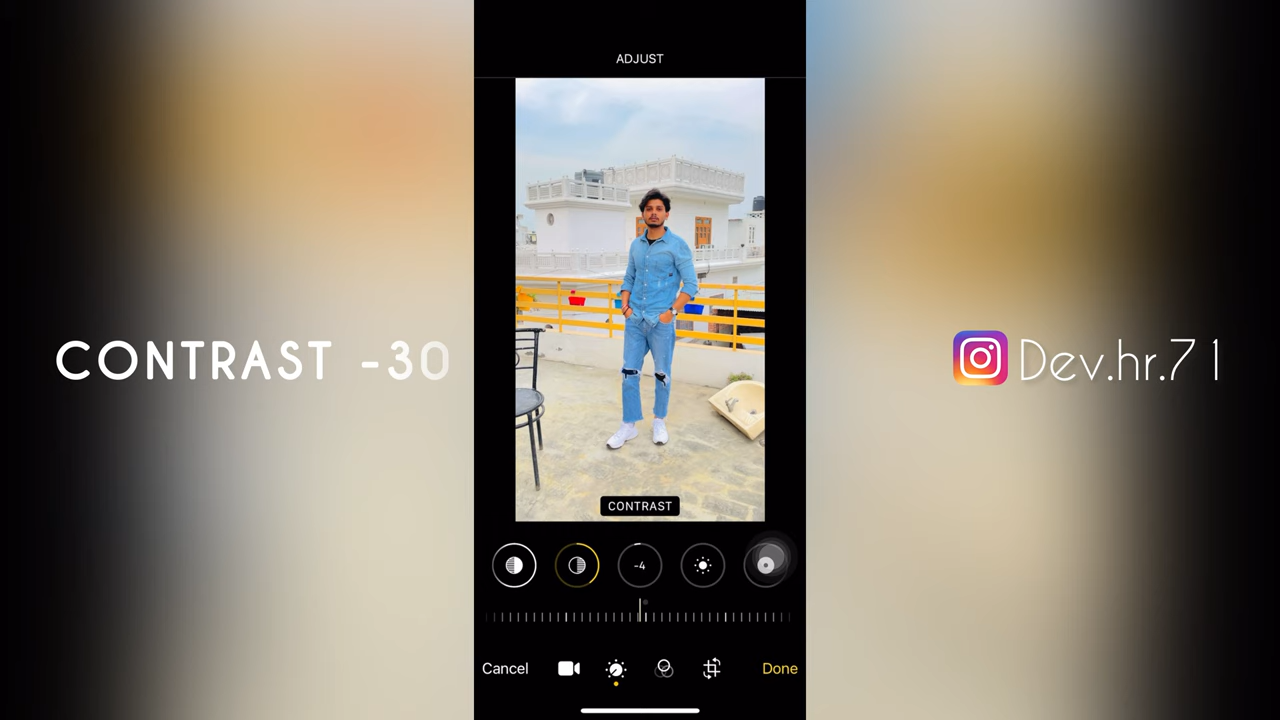 ADJUST
CONTRAST -30
Dev.hr.71
CONTRAST
-4
Cancel
Done